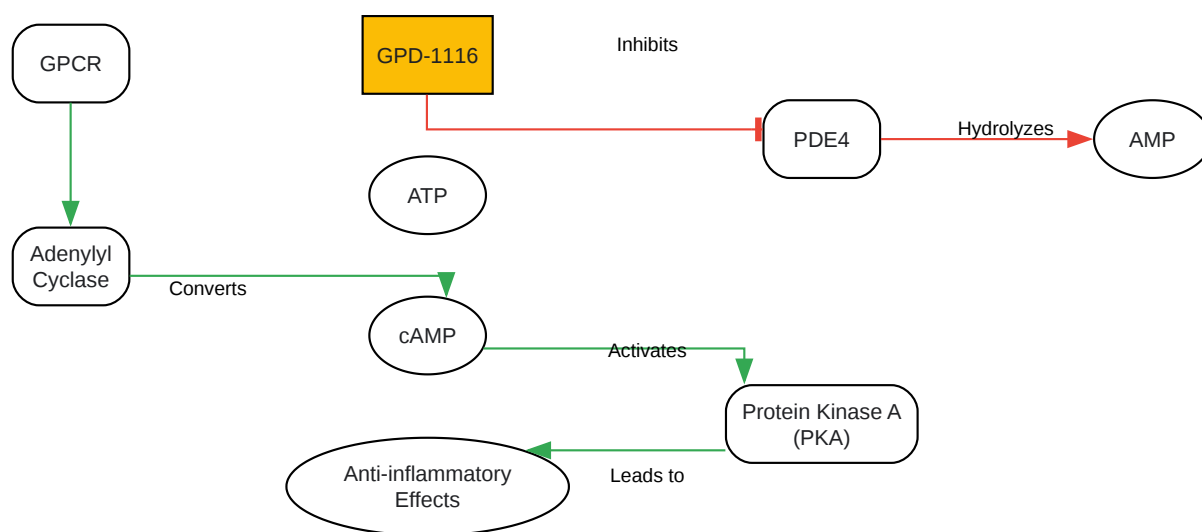 GPCR
GPD-1116
Inhibits
PDE4
Hydrolyzes
AMP
ATP
Adenylyl
Cyclase
Converts
cAMP
Activates
Protein Kinase A
(PKA)
Leads to
Anti-inflammatory
Effects